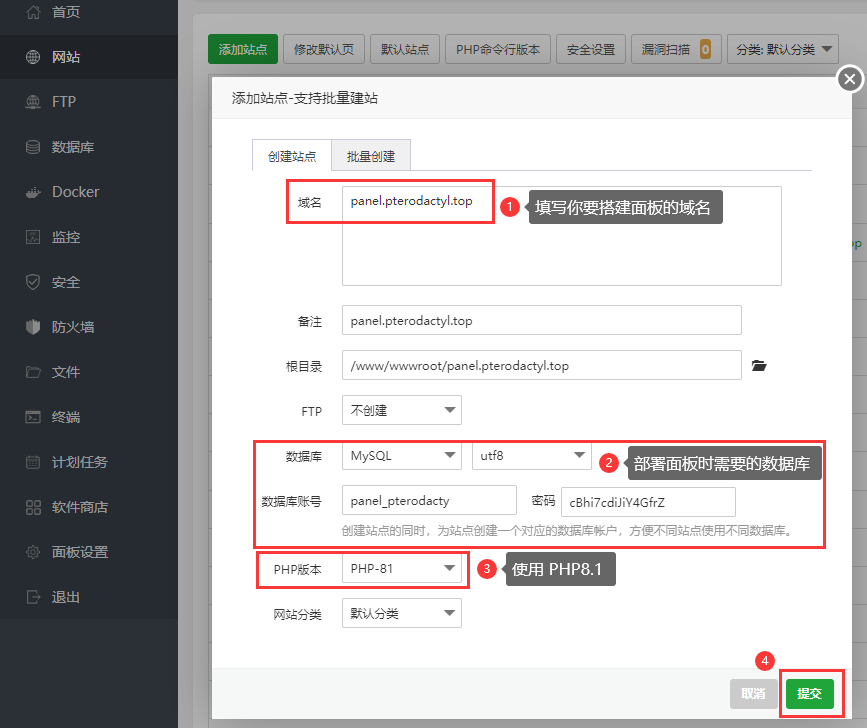 首页
网站
FTP
数据库
Docker
监控
安全
防火墙
文件
终端
计划任务
软件商店
面板设置
退出
添加站点 修改默认页 默认站点 PHP命令行版本 安全设置 漏洞扫描 0 分类: 默认分类
添加站点-支持批量建站
创建站点 批量创建
域名 panel.pterodactyl.top 1 填写你要搭建面板的域名
op
备注 panel.pterodactyl.top
根目录 /www/wwwroot/panel.pterodactyl.top
FTP 不创建
数据库 MySQL utf8 2 部署面板时需要的数据库
数据库账号 panel_pterodacty 密码 cBhi7cdiJiY4GfrZ
创建站点的同时，为站点创建一个对应的数据库帐户，方便不同站点使用不同数据库。
PHP版本 PHP-81 3 使用 PHP8.1
网站分类 默认分类
4
取消 提交